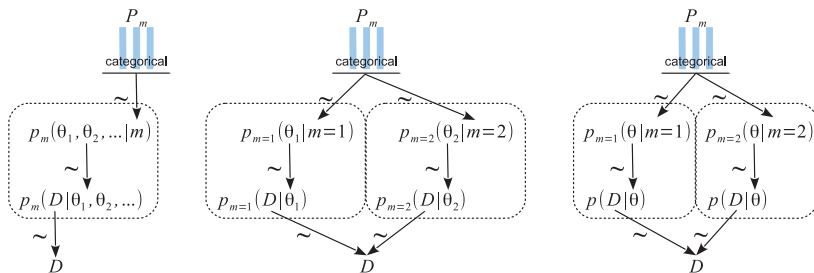 P_m P_m P_m
categorical categorical categorical
~ ~ ~ ~ ~
p_m(θ_1, θ_2, ...|m) p_{m=1}(θ_1|m=1) p_{m=2}(θ_2|m=2) p_{m=1}(θ|m=1) p_{m=2}(θ|m=2)
~ ~ ~ ~ ~
p_m(D|θ_1, θ_2, ...) p_{m=1}(D|θ_1) p_{m=2}(D|θ_2) p(D|θ) p(D|θ)
~ ~ ~ ~ ~
D D D